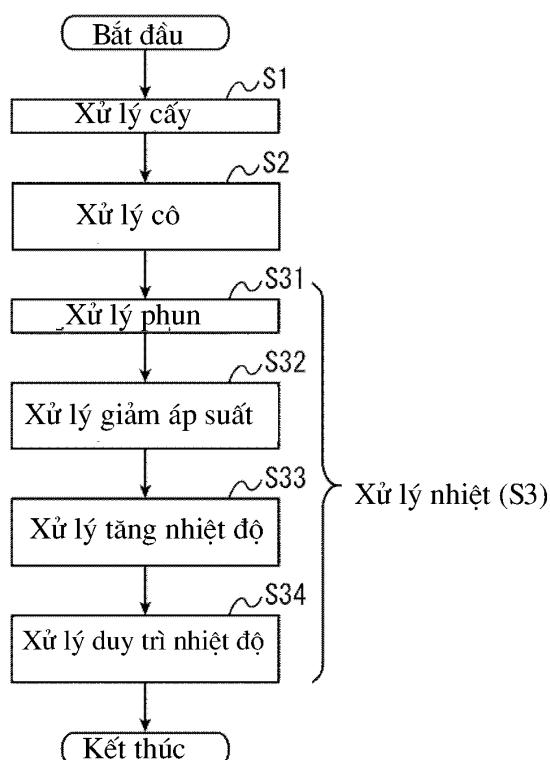 Bắt đầu
S1
Xử lý cấy
S2
Xử lý cô
S31
Xử lý phun
S32
Xử lý giảm áp suất
S33
Xử lý tăng nhiệt độ
Xử lý nhiệt (S3)
S34
Xử lý duy trì nhiệt độ
Kết thúc